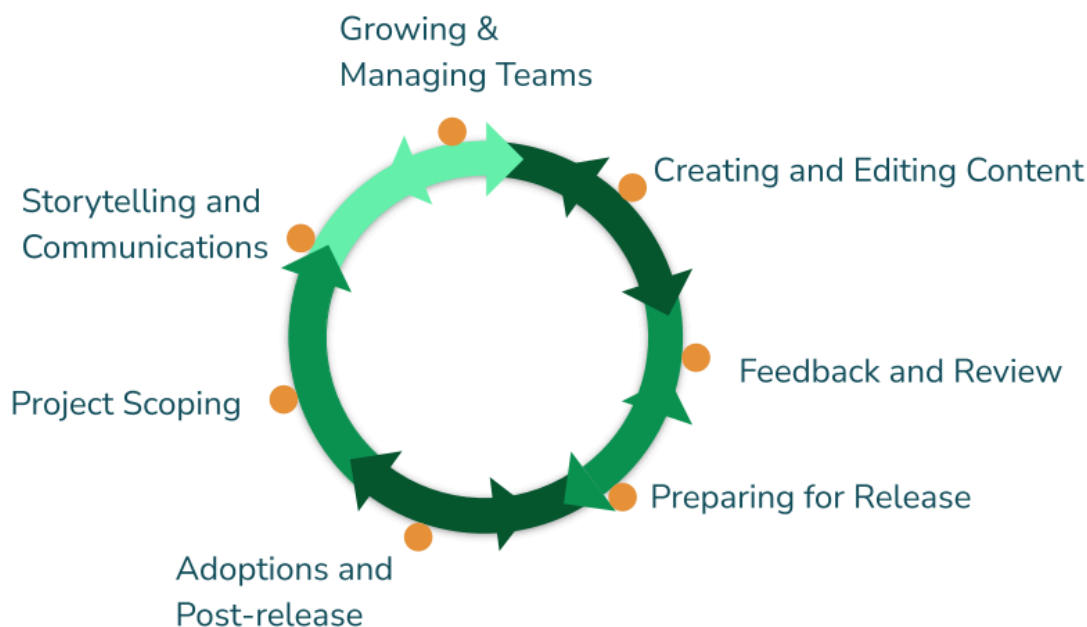 Growing &
Managing Teams
Creating and Editing Content
Storytelling and
Communications
Feedback and Review
Project Scoping
Preparing for Release
Adoptions and
Post-release